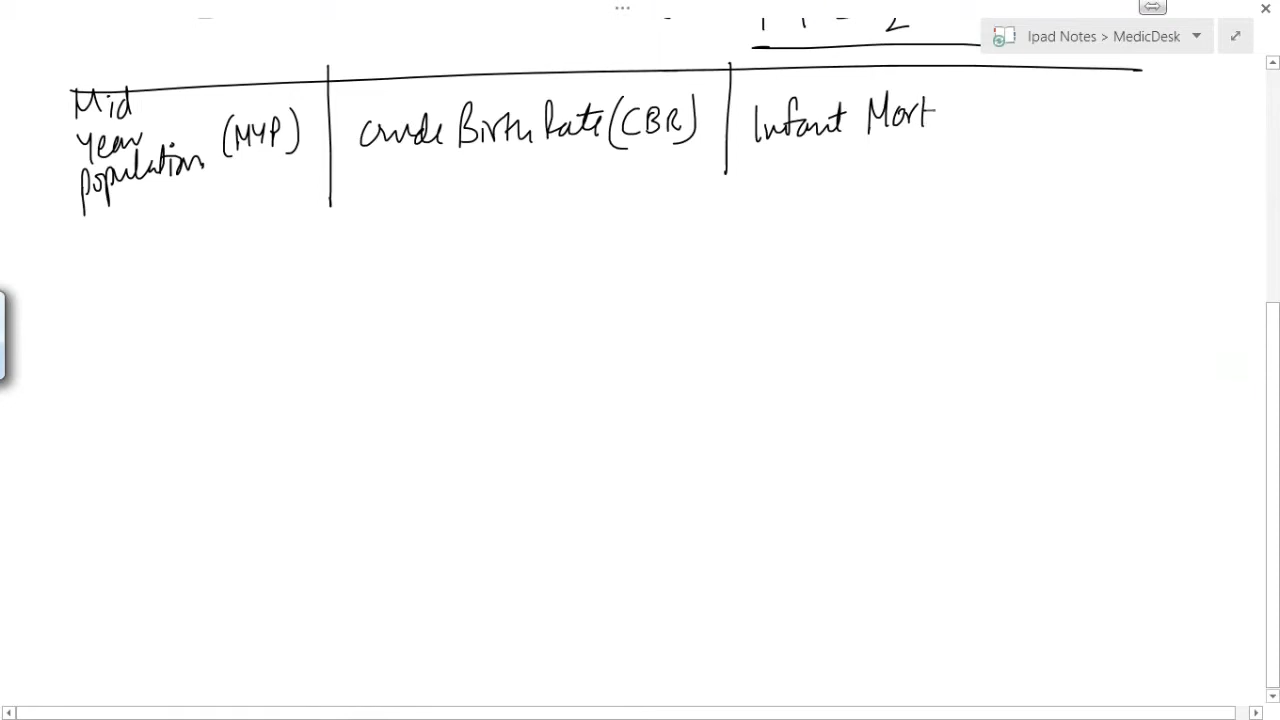 Ipad Notes > MedicDesk
Mid
year
population (MYP)
Crude Birth Rate (CBR)
Infant Mort